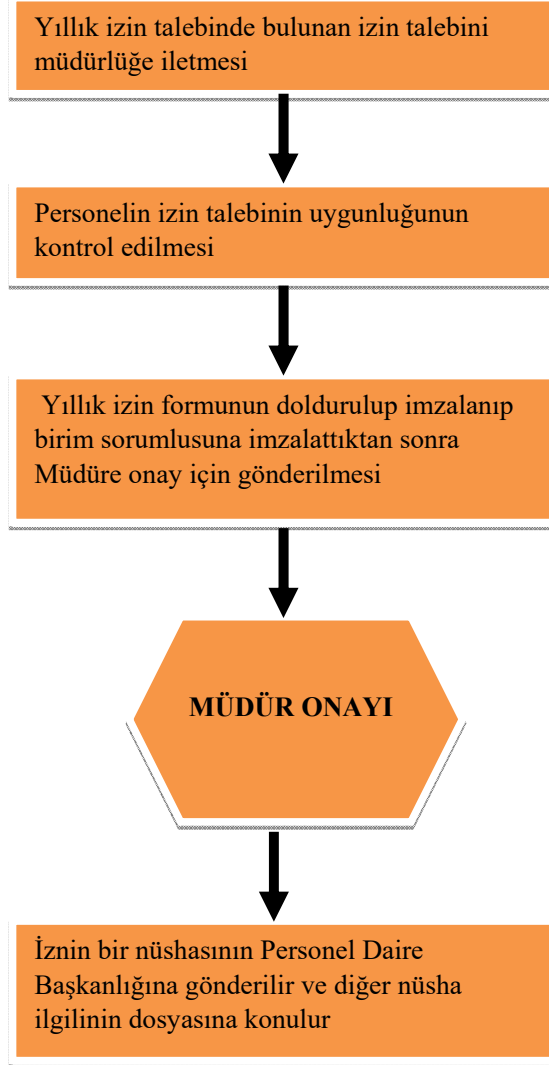 Yıllık izin talebinde bulunan izin talebini
müdürlüğe iletmesi
Personelin izin talebinin uygunluğunun
kontrol edilmesi
Yıllık izin formunun doldurulup imzalanıp
birim sorumlusuna imzalattıktan sonra
Müdüre onay için gönderilmesi
MÜDÜR ONAYI
İznin bir nüshasının Personel Daire
Başkanlığına gönderilir ve diğer nüsha
ilgilinin dosyasına konulur